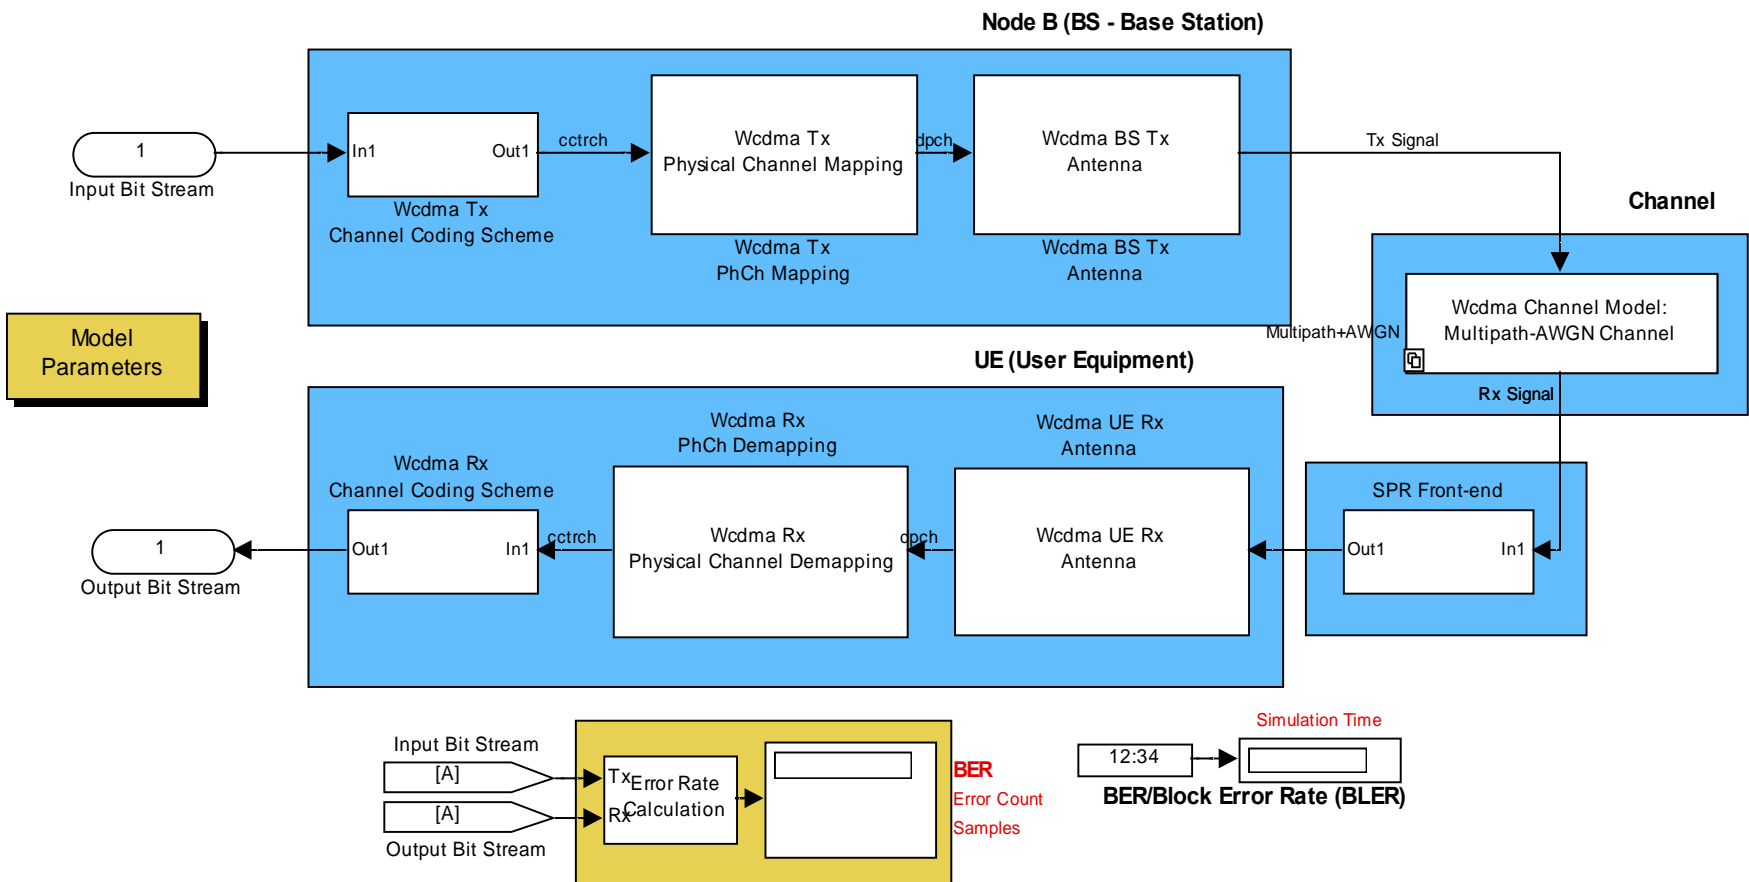 Node B (BS - Base Station)
1
Input Bit Stream
In1
Out1
Wcdma Tx
Channel Coding Scheme
cctrch
Wcdma Tx
Physical Channel Mapping
Wcdma Tx
PhCh Mapping
dpch
Wcdma BS Tx
Antenna
Wcdma BS Tx
Antenna
Tx Signal
Channel
Wcdma Channel Model:
Multipath-AWGN Channel
Multipath+AWGN
Rx Signal
Model
Parameters
UE (User Equipment)
Wcdma Rx
Channel Coding Scheme
Out1
In1
cctrch
Wcdma Rx
PhCh Demapping
Wcdma Rx
Physical Channel Demapping
dpch
Wcdma UE Rx
Antenna
Wcdma UE Rx
Antenna
SPR Front-end
Out1
In1
1
Output Bit Stream
Input Bit Stream
[A]
[A]
Output Bit Stream
Tx
Rx
Error Rate
Calculation
BER
Error Count
Samples
12:34
Simulation Time
BER/Block Error Rate (BLER)